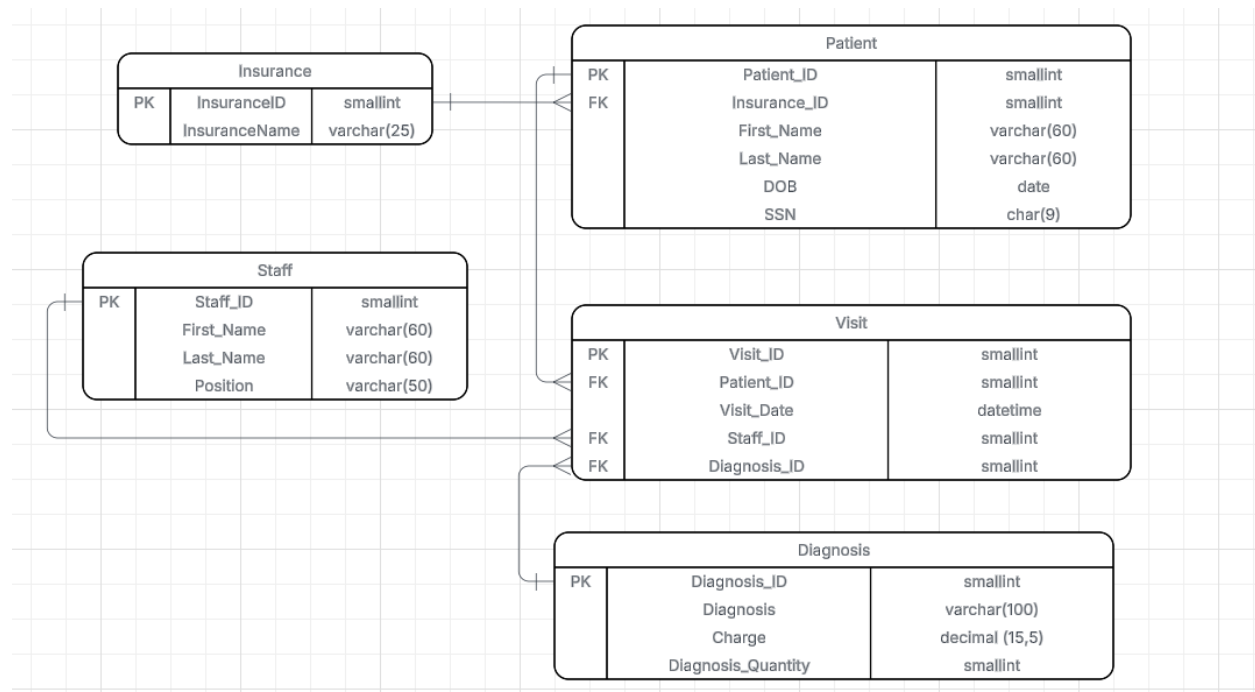 Insurance
PK InsuranceID smallint
InsuranceName varchar(25)
Patient
PK Patient_ID smallint
FK Insurance_ID smallint
First_Name varchar(60)
Last_Name varchar(60)
DOB date
SSN char(9)
Staff
PK Staff_ID smallint
First_Name varchar(60)
Last_Name varchar(60)
Position varchar(50)
Visit
PK Visit_ID smallint
FK Patient_ID smallint
Visit_Date datetime
FK Staff_ID smallint
FK Diagnosis_ID smallint
Diagnosis
PK Diagnosis_ID smallint
Diagnosis varchar(100)
Charge decimal (15,5)
Diagnosis_Quantity smallint